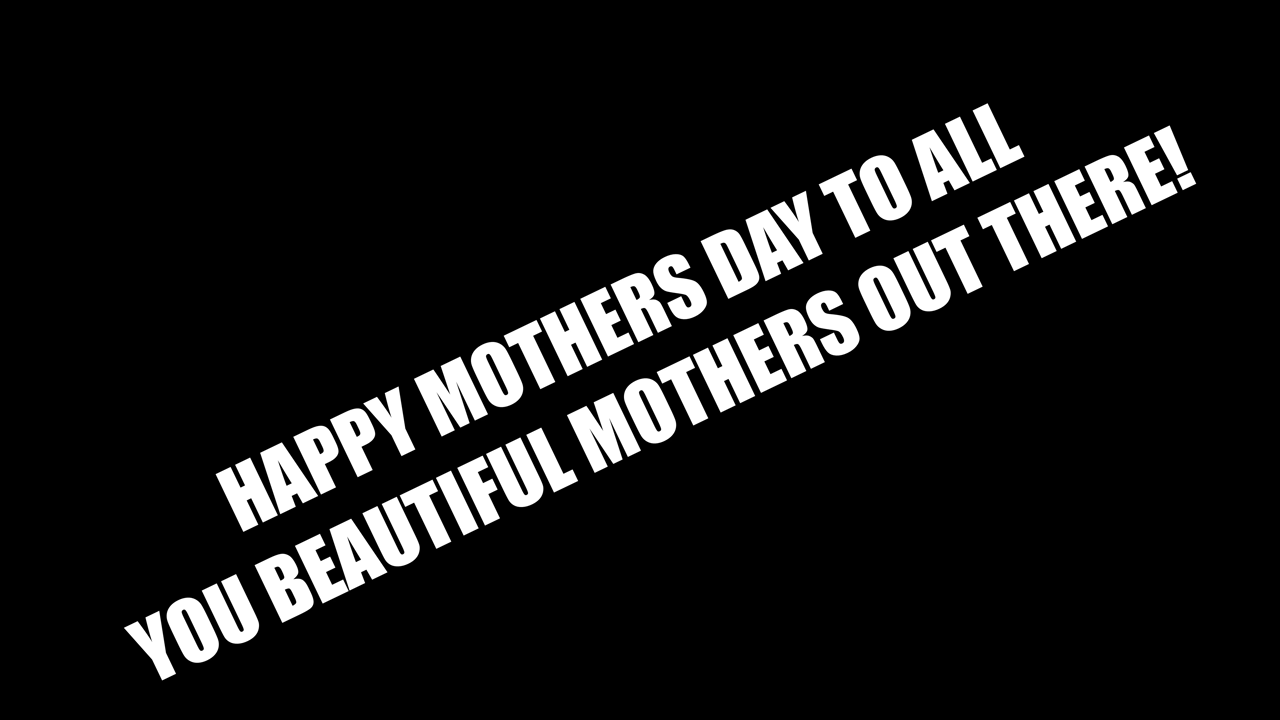 HAPPY MOTHERS DAY TO ALL
YOU BEAUTIFUL MOTHERS OUT THERE!